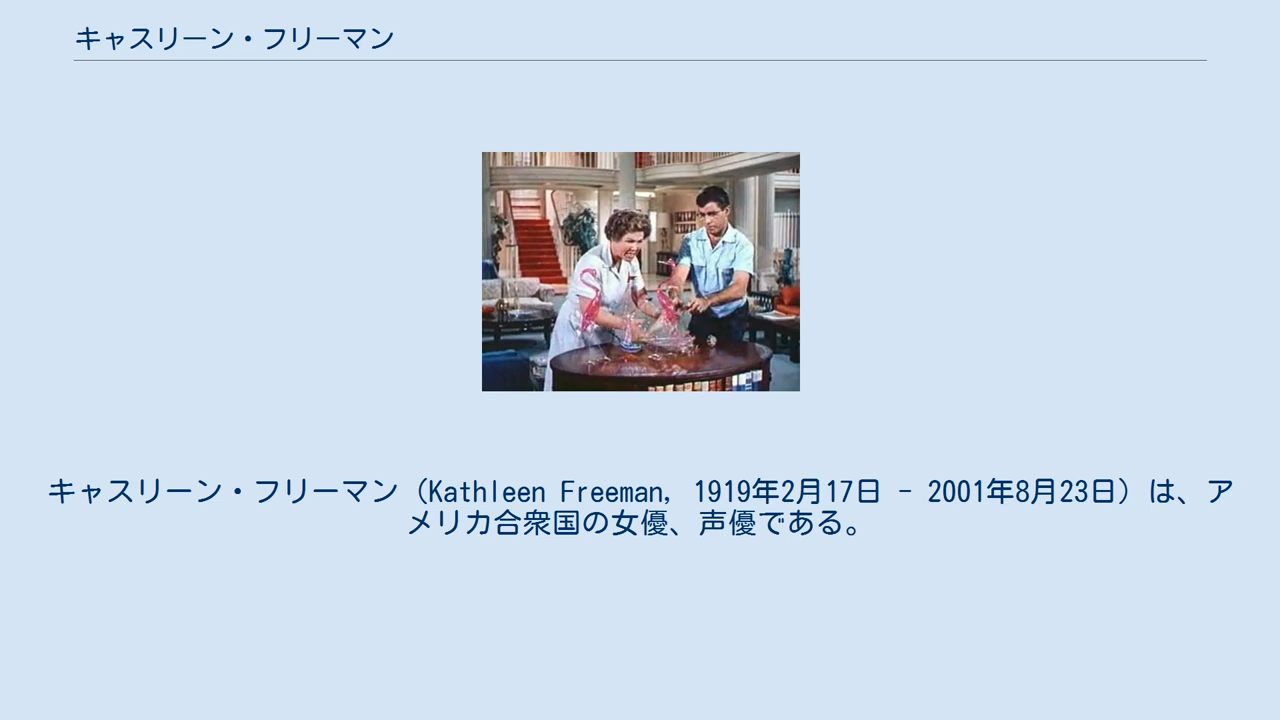 キャスリーン・フリーマン
キャスリーン・フリーマン（Kathleen Freeman, 1919年2月17日 - 2001年8月23日）は、ア
メリカ合衆国の女優、声優である。